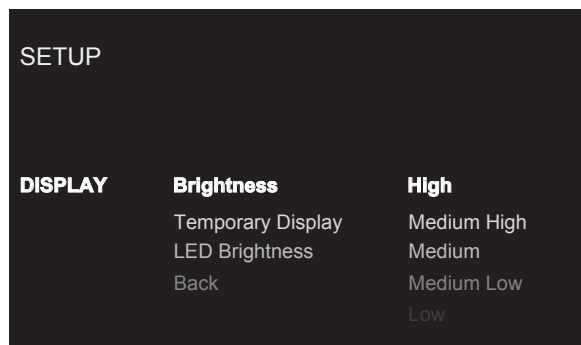 SETUP
DISPLAY Brightness High
Temporary Display Medium High
LED Brightness Medium
Back Medium Low
Low